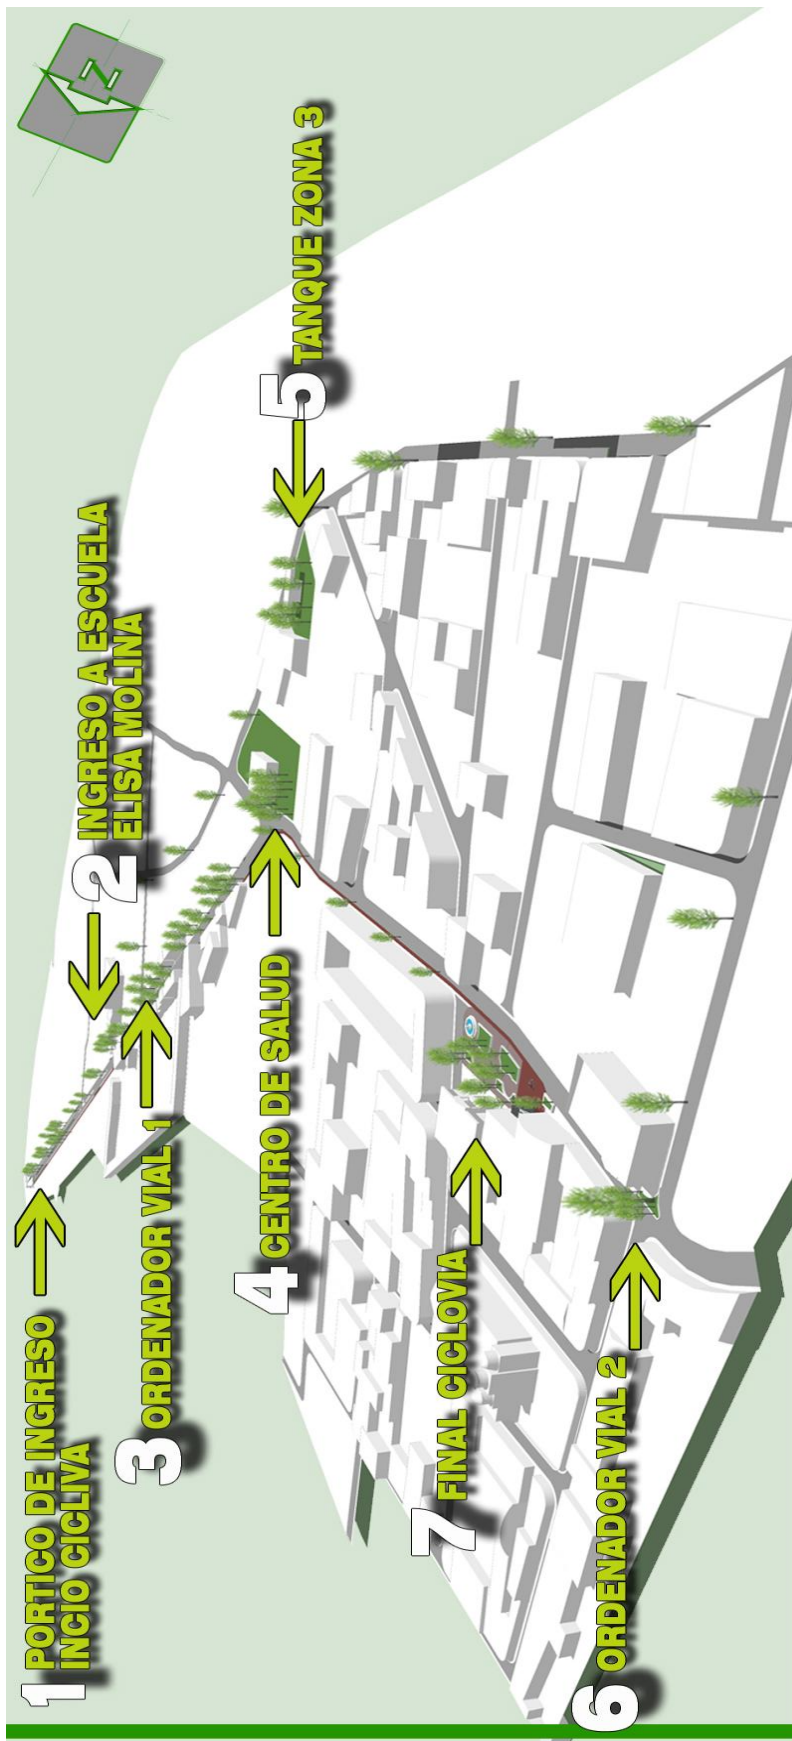 1 PORTICO DE INGRESO
INCIO CICLIVA
2 INGRESO A ESCUELA
ELISA MOLINA
3 ORDENADOR VIAL 1
4 CENTRO DE SALUD
5 TANQUE ZONA 3
6 ORDENADOR VIAL 2
7 FINAL CICLOVIA
N